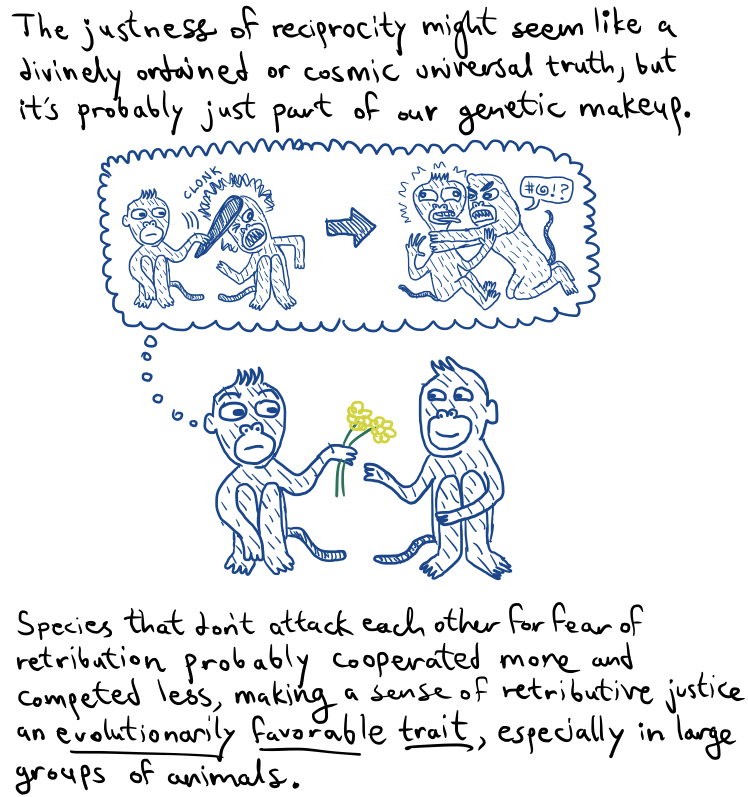 The justness of reciprocity might seem like a
divinely ordained or cosmic universal truth, but
it's probably just part of our genetic makeup.
CLONK
#@!?
Species that don't attack each other for fear of
retribution probably cooperated more and
competed less, making a sense of retributive justice
an evolutionarily favorable trait, especially in large
groups of animals.